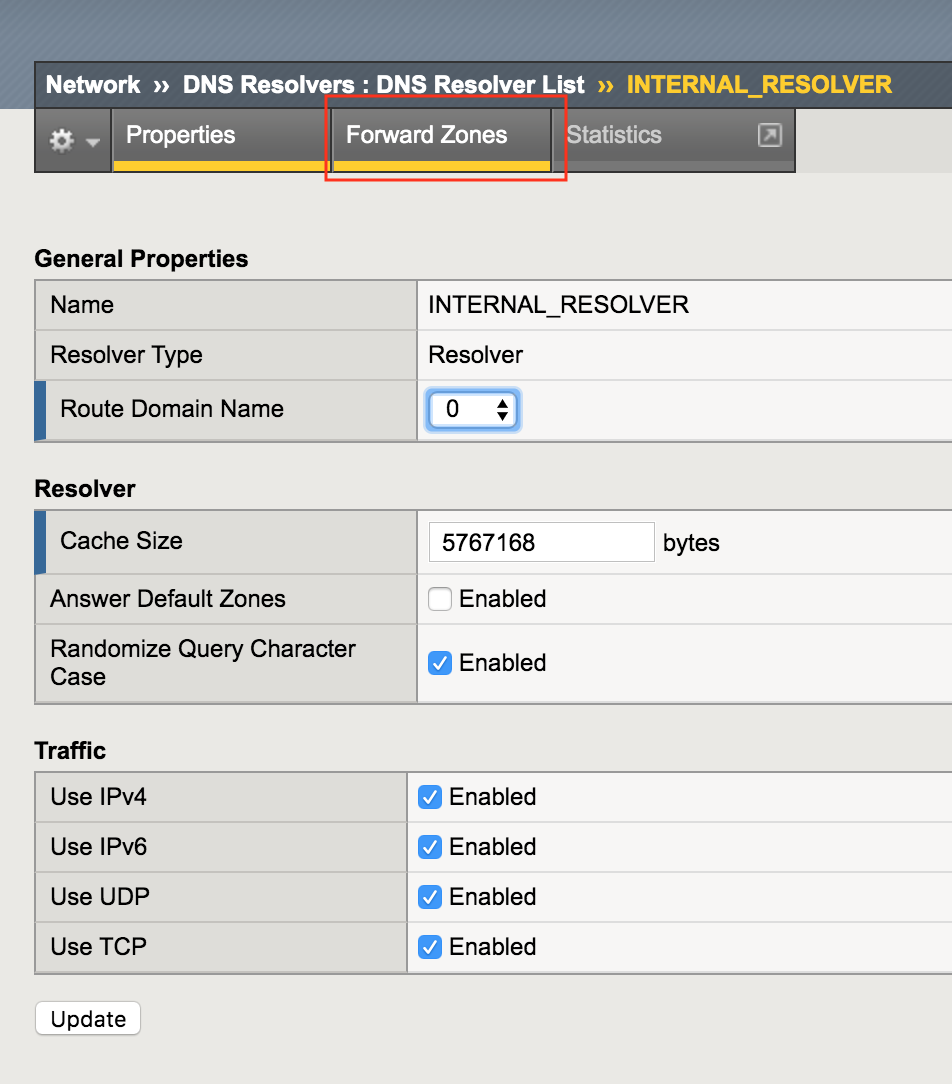 Network ›› DNS Resolvers : DNS Resolver List ›› INTERNAL_RESOLVER
Properties Forward Zones Statistics
General Properties
Name INTERNAL_RESOLVER
Resolver Type Resolver
Route Domain Name 0
Resolver
Cache Size 5767168 bytes
Answer Default Zones Enabled
Randomize Query Character
Case Enabled
Traffic
Use IPv4 Enabled
Use IPv6 Enabled
Use UDP Enabled
Use TCP Enabled
Update